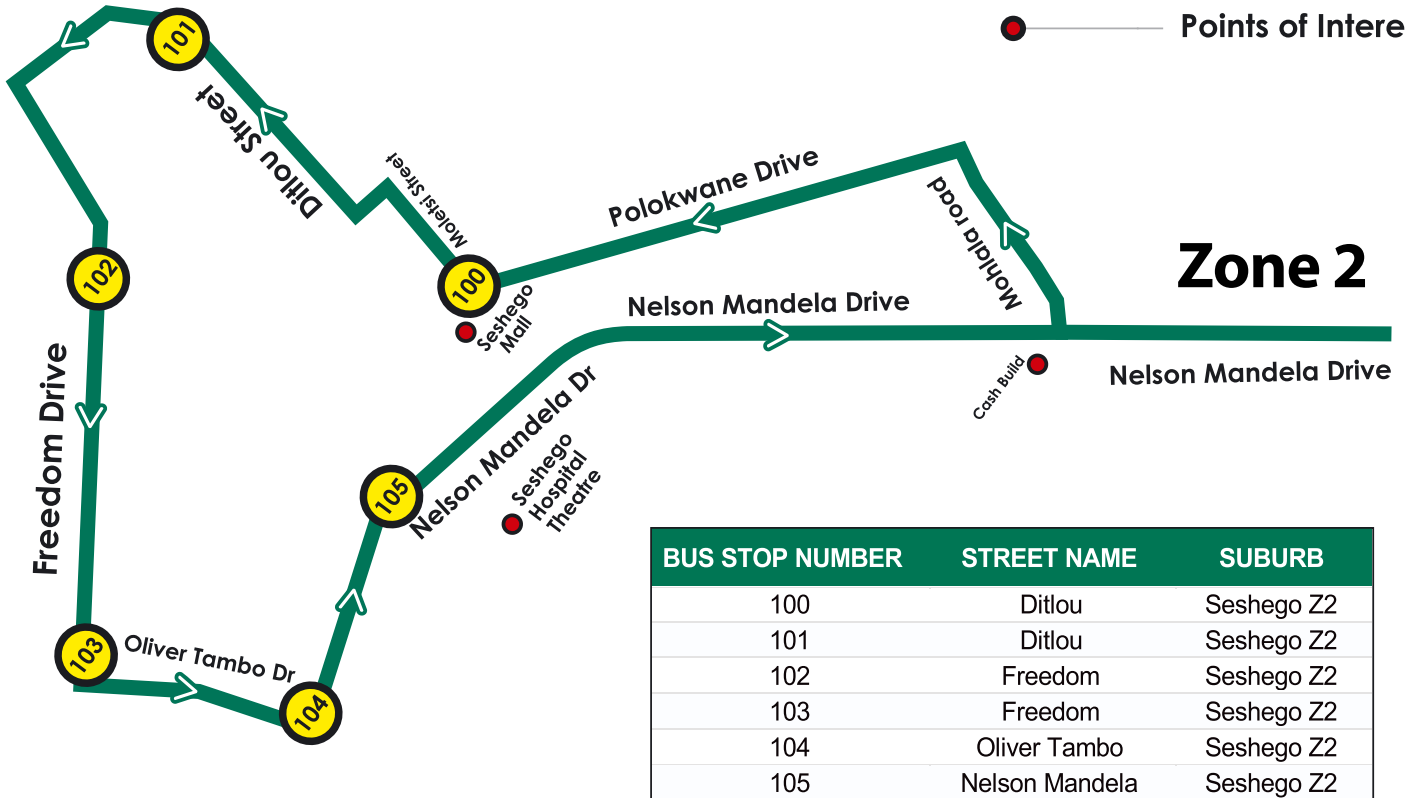 101
Points of Intere
Ditlou Street
Moletsi Street
Polokwane Drive
Mohlala road
Zone 2
102
100
Seshego
Mall
Nelson Mandela Drive
Cash Build
Nelson Mandela Drive
Freedom Drive
Nelson Mandela Dr
105
Seshego
Hospital
Theatre
103
Oliver Tambo Dr
104
BUS STOP NUMBER STREET NAME SUBURB
100 Ditlou Seshego Z2
101 Ditlou Seshego Z2
102 Freedom Seshego Z2
103 Freedom Seshego Z2
104 Oliver Tambo Seshego Z2
105 Nelson Mandela Seshego Z2